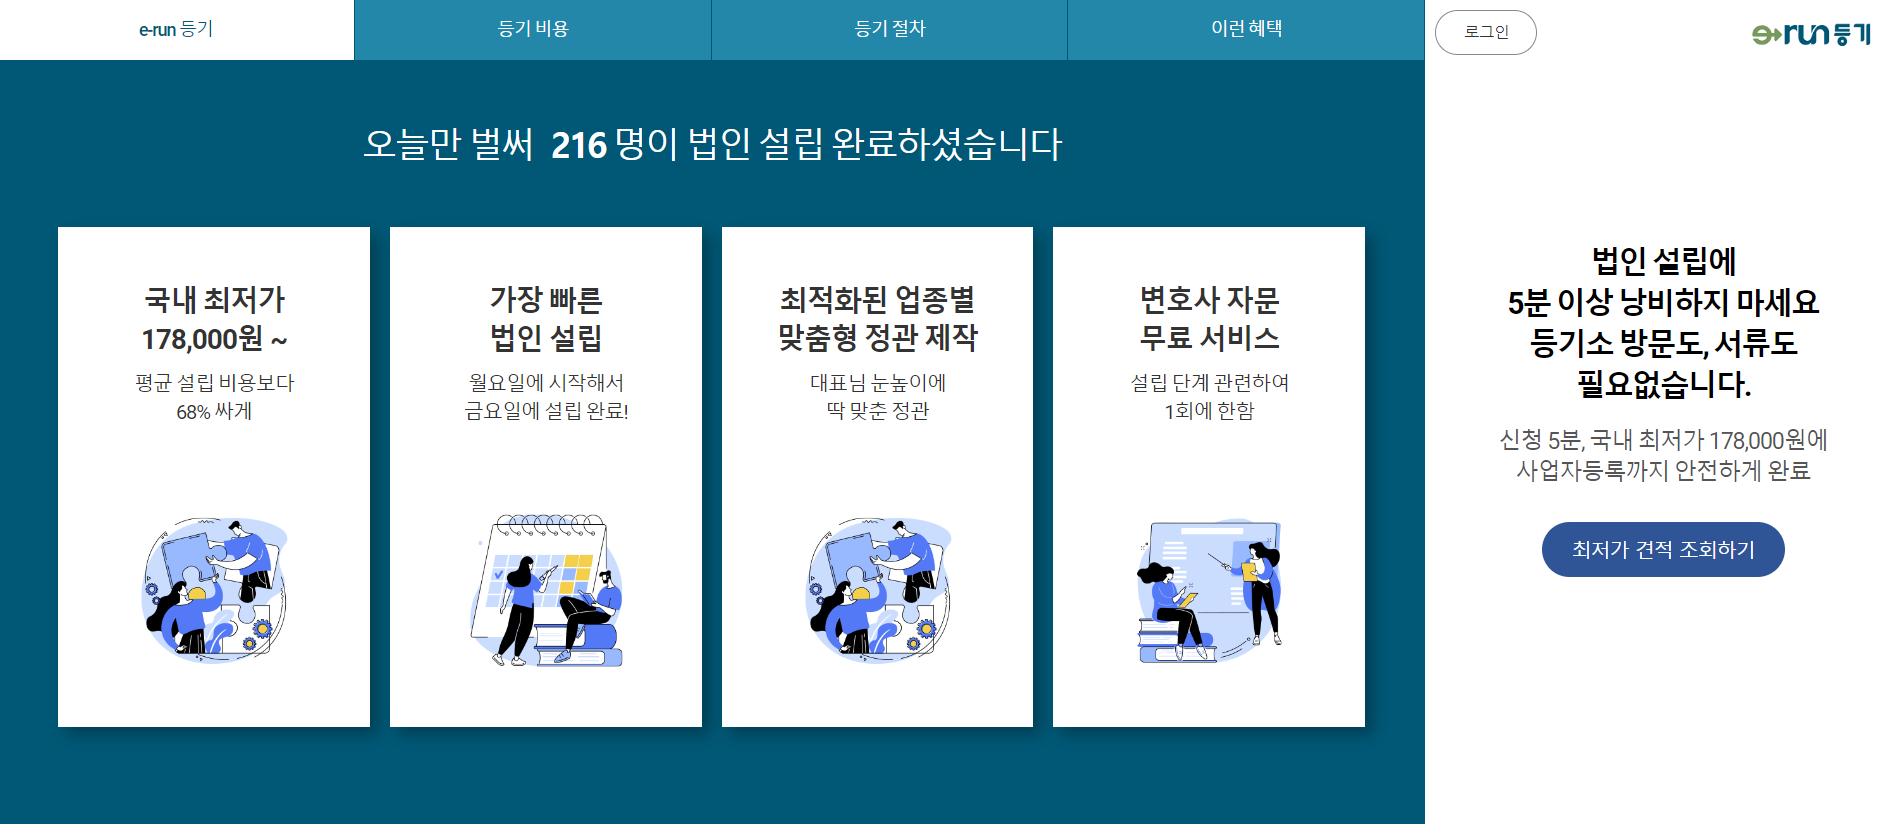 e-run 등기
등기 비용
등기 절차
이런 혜택
로그인
e-run 등기
오늘만 벌써 216 명이 법인 설립 완료하셨습니다
국내 최저가
178,000원 ~
평균 설립 비용보다
68% 싸게
가장 빠른
법인 설립
월요일에 시작해서
금요일에 설립 완료!
최적화된 업종별
맞춤형 정관 제작
대표님 눈높이에
딱 맞춘 정관
변호사 자문
무료 서비스
설립 단계 관련하여
1회에 한함
법인 설립에
5분 이상 낭비하지 마세요
등기소 방문도, 서류도
필요없습니다.
신청 5분, 국내 최저가 178,000원에
사업자등록까지 안전하게 완료
최저가 견적 조회하기